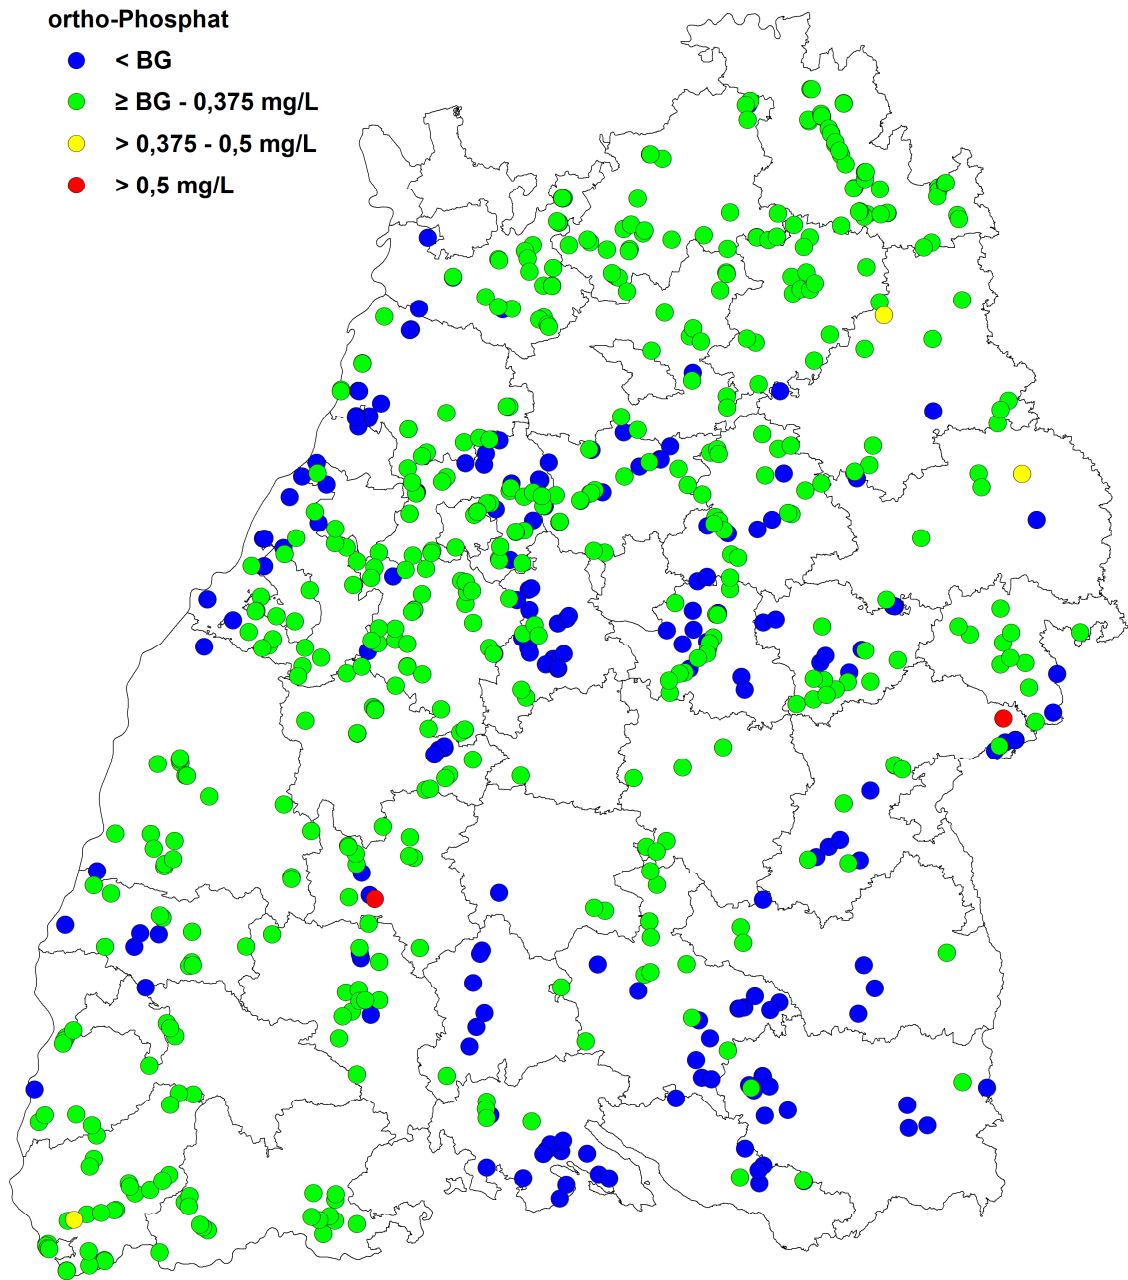 ortho-Phosphat
< BG
≥ BG - 0,375 mg/L
> 0,375 - 0,5 mg/L
> 0,5 mg/L